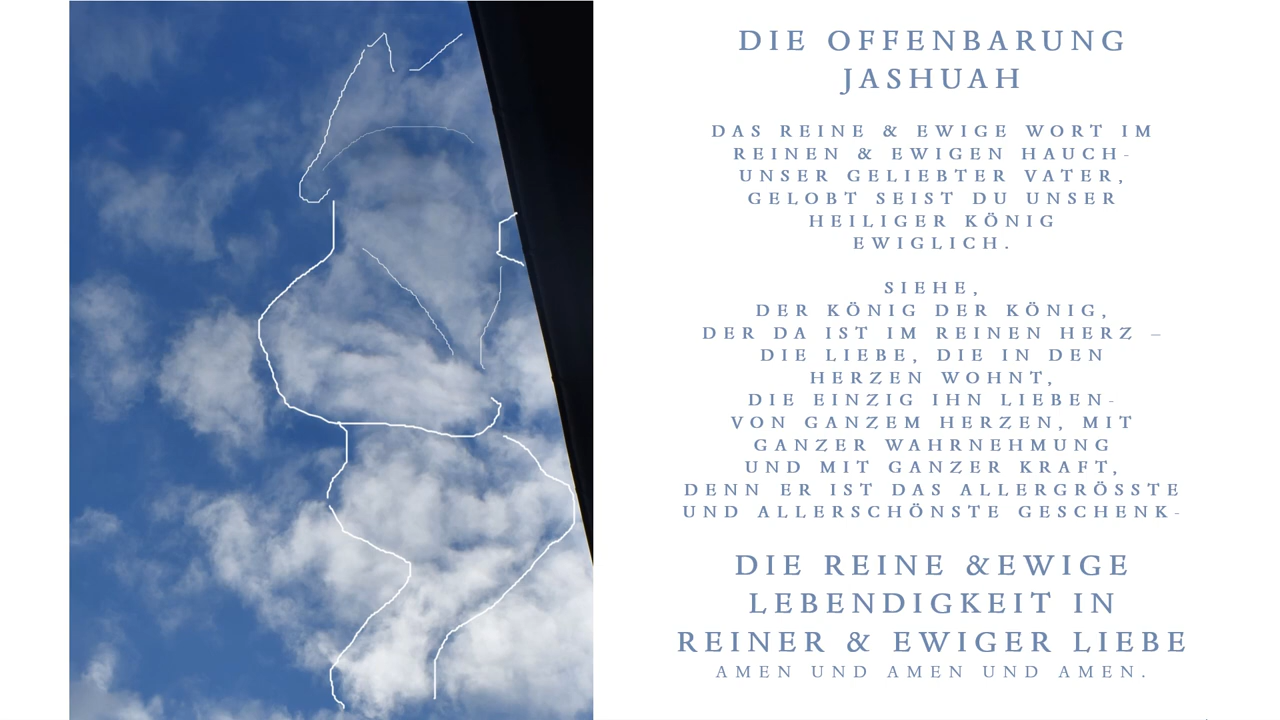 DIE OFFENBARUNG
JASHUAH
DAS REINE & EWIGE WORT IM
REINEN & EWIGEN HAUCH-
UNSER GELIEBTER VATER,
GELOBT SEIST DU UNSER
HEILIGER KÖNIG
EWIGLICH.
SIEHE,
DER KÖNIG DER KÖNIG,
DER DA IST IM REINEN HERZ –
DIE LIEBE, DIE IN DEN
HERZEN WOHNT,
DIE EINZIG IHN LIEBEN-
VON GANZEM HERZEN, MIT
GANZER WAHRNEHMUNG
UND MIT GANZER KRAFT,
DENN ER IST DAS ALLERGRÖSSTE
UND ALLERSCHÖNSTE GESCHENK-
DIE REINE &EWIGE
LEBENDIGKEIT IN
REINER & EWIGER LIEBE
AMEN UND AMEN UND AMEN.